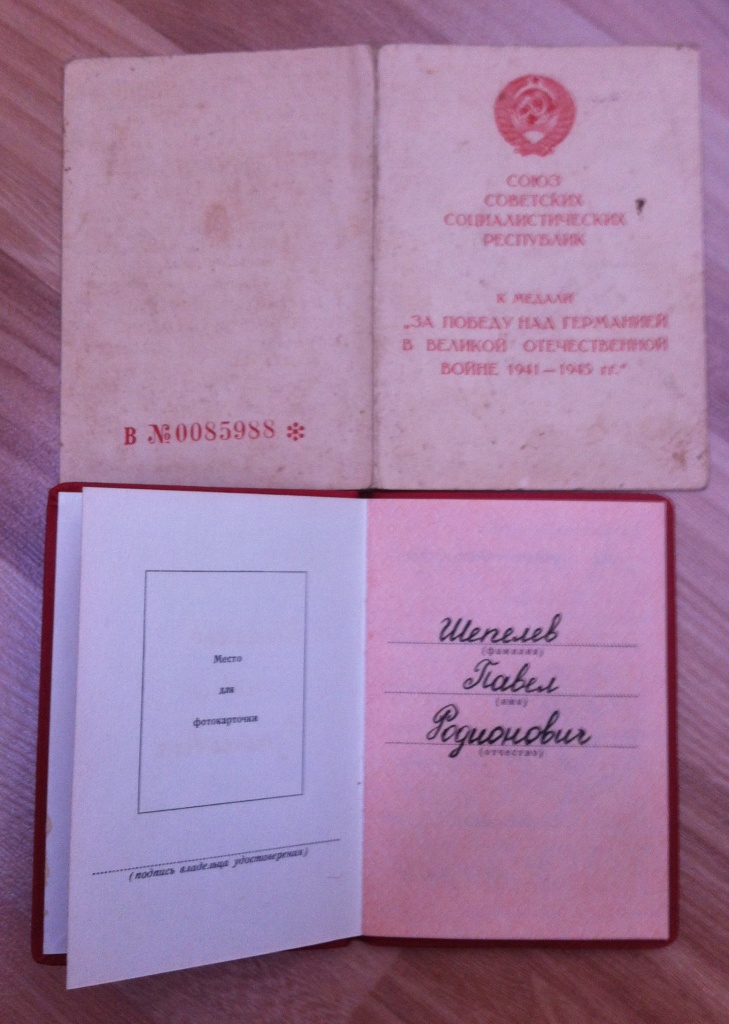 СОЮЗ
СОВЕТСКИХ
СОЦИАЛИСТИЧЕСКИХ
РЕСПУБЛИК
К МЕДАЛИ
„ЗА ПОБЕДУ НАД ГЕРМАНИЕЙ
В ВЕЛИКОЙ ОТЕЧЕСТВЕННОЙ
ВОЙНЕ 1941—1945 гг.“
В №0085988 *
Место
для
фотокарточки
(подпись владельца удостоверения)
Шепелев
(фамилия)
Павел
(имя)
Родионович
(отчество)